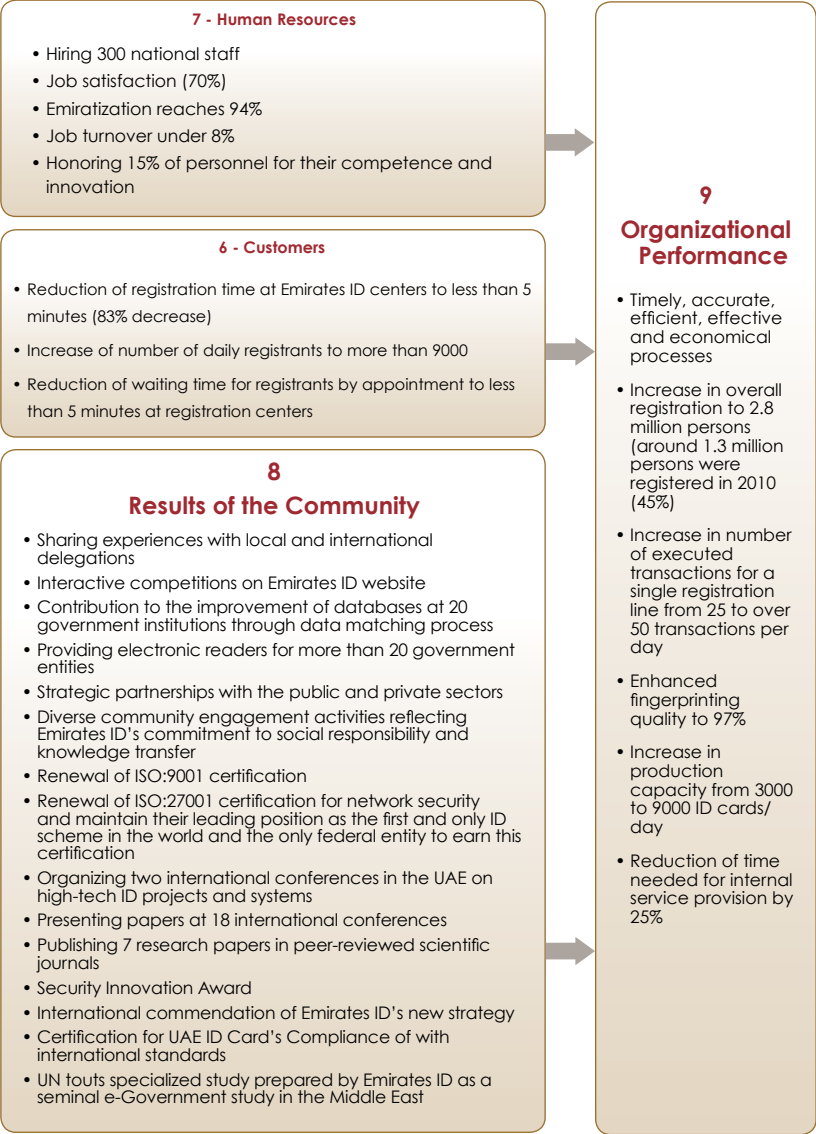 7 - Human Resources
• Hiring 300 national staff
• Job satisfaction (70%)
• Emiratization reaches 94%
• Job turnover under 8%
• Honoring 15% of personnel for their competence and
innovation
6 - Customers
• Reduction of registration time at Emirates ID centers to less than 5
minutes (83% decrease)
• Increase of number of daily registrants to more than 9000
• Reduction of waiting time for registrants by appointment to less
than 5 minutes at registration centers
8
Results of the Community
• Sharing experiences with local and international
delegations
• Interactive competitions on Emirates ID website
• Contribution to the improvement of databases at 20
government institutions through data matching process
• Providing electronic readers for more than 20 government
entities
• Strategic partnerships with the public and private sectors
• Diverse community engagement activities reflecting
Emirates ID’s commitment to social responsibility and
knowledge transfer
• Renewal of ISO:9001 certification
• Renewal of ISO:27001 certification for network security
and maintain their leading position as the first and only ID
scheme in the world and the only federal entity to earn this
certification
• Organizing two international conferences in the UAE on
high-tech ID projects and systems
• Presenting papers at 18 international conferences
• Publishing 7 research papers in peer-reviewed scientific
journals
• Security Innovation Award
• International commendation of Emirates ID’s new strategy
• Certification for UAE ID Card’s Compliance of with
international standards
• UN touts specialized study prepared by Emirates ID as a
seminal e-Government study in the Middle East
9
Organizational
Performance
• Timely, accurate,
efficient, effective
and economical
processes
• Increase in overall
registration to 2.8
million persons
(around 1.3 million
persons were
registered in 2010
(45%)
• Increase in number
of executed
transactions for a
single registration
line from 25 to over
50 transactions per
day
• Enhanced
fingerprinting
quality to 97%
• Increase in
production
capacity from 3000
to 9000 ID cards/
day
• Reduction of time
needed for internal
service provision by
25%